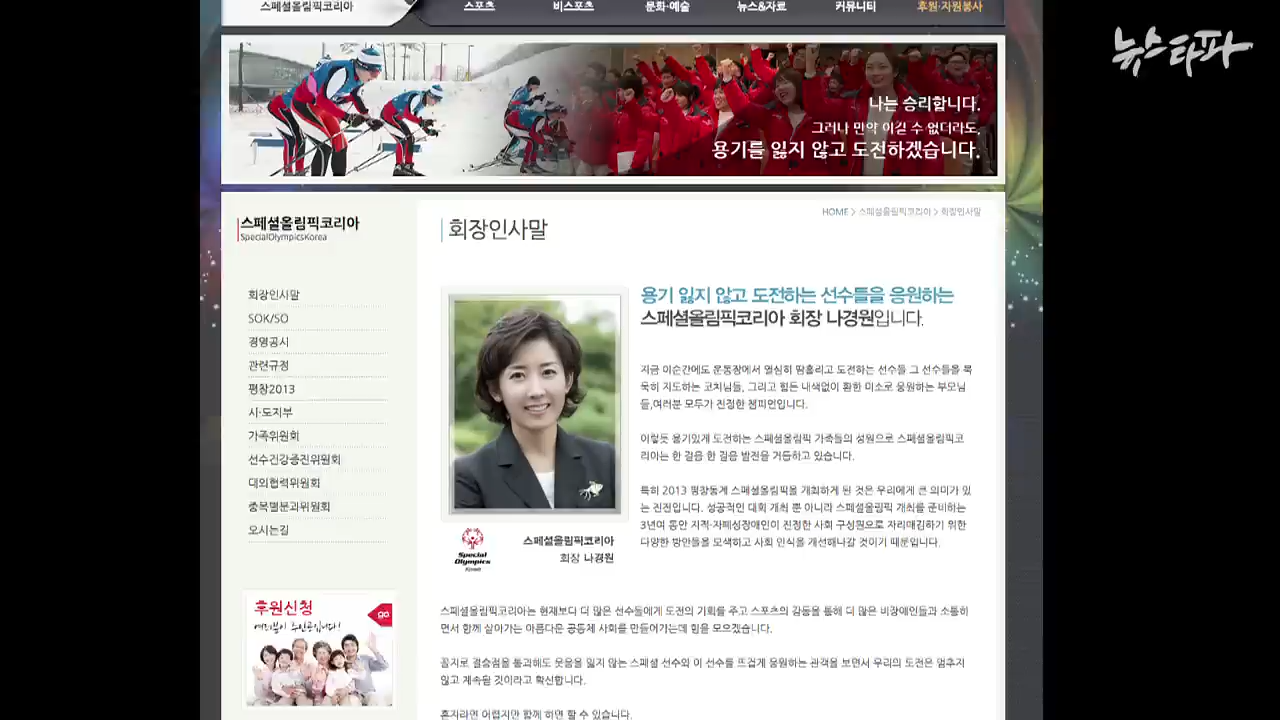 스페셜올림픽코리아
스포츠
비스포츠
문화·예술
뉴스&자료
커뮤니티
후원·자원봉사
뉴스타파
나는 승리합니다.
그러나 만약 이길 수 없더라도,
용기를 잃지 않고 도전하겠습니다.
스페셜올림픽코리아
SpecialOlympicsKorea
HOME > 스페셜올림픽코리아 > 회장인사말
회장인사말
회장인사말
SOK/SO
경영공시
관련규정
평창2013
시·도지부
가족위원회
선수건강증진위원회
대외협력위원회
종목별분과위원회
오시는길
용기 잃지 않고 도전하는 선수들을 응원하는
스페셜올림픽코리아 회장 나경원입니다.
지금 이순간에도 운동장에서 열심히 땀흘리고 도전하는 선수들 그 선수들을 묵
묵히 지도하는 코치님들, 그리고 힘든 내색없이 환한 미소로 응원하는 부모님
들,여러분 모두가 진정한 챔피언입니다.
이렇듯 용기있게 도전하는 스페셜올림픽 가족들의 성원으로 스페셜올림픽코
리아는 한 걸음 한 걸음 발전을 거듭하고 있습니다.
특히 2013 평창동계 스페셜올림픽을 개최하게 된 것은 우리에게 큰 의미가 있
는 진전입니다. 성공적인 대회 개최 뿐 아니라 스페셜올림픽 개최를 준비하는
3년여 동안 지적·자폐성장애인이 진정한 사회 구성원으로 자리매김하기 위한
다양한 방안들을 모색하고 사회 인식을 개선해나갈 것이기 때문입니다.
Special
Olympics
Korea
스페셜올림픽코리아
회장 나경원
후원신청
go
여러분이 주인공입니다!
스페셜올림픽코리아는 현재보다 더 많은 선수들에게 도전의 기회를 주고 스포츠의 감동을 통해 더 많은 비장애인들과 소통하
면서 함께 살아가는 아름다운 공동체 사회를 만들어가는데 힘을 모으겠습니다.
꼴지로 결승점을 통과해도 웃음을 잃지 않는 스페셜 선수와 이 선수를 뜨겁게 응원하는 관객을 보면서 우리의 도전은 멈추지
않고 계속될 것이라고 확신합니다.
혼자라면 어렵지만 함께 하면 할 수 있습니다.